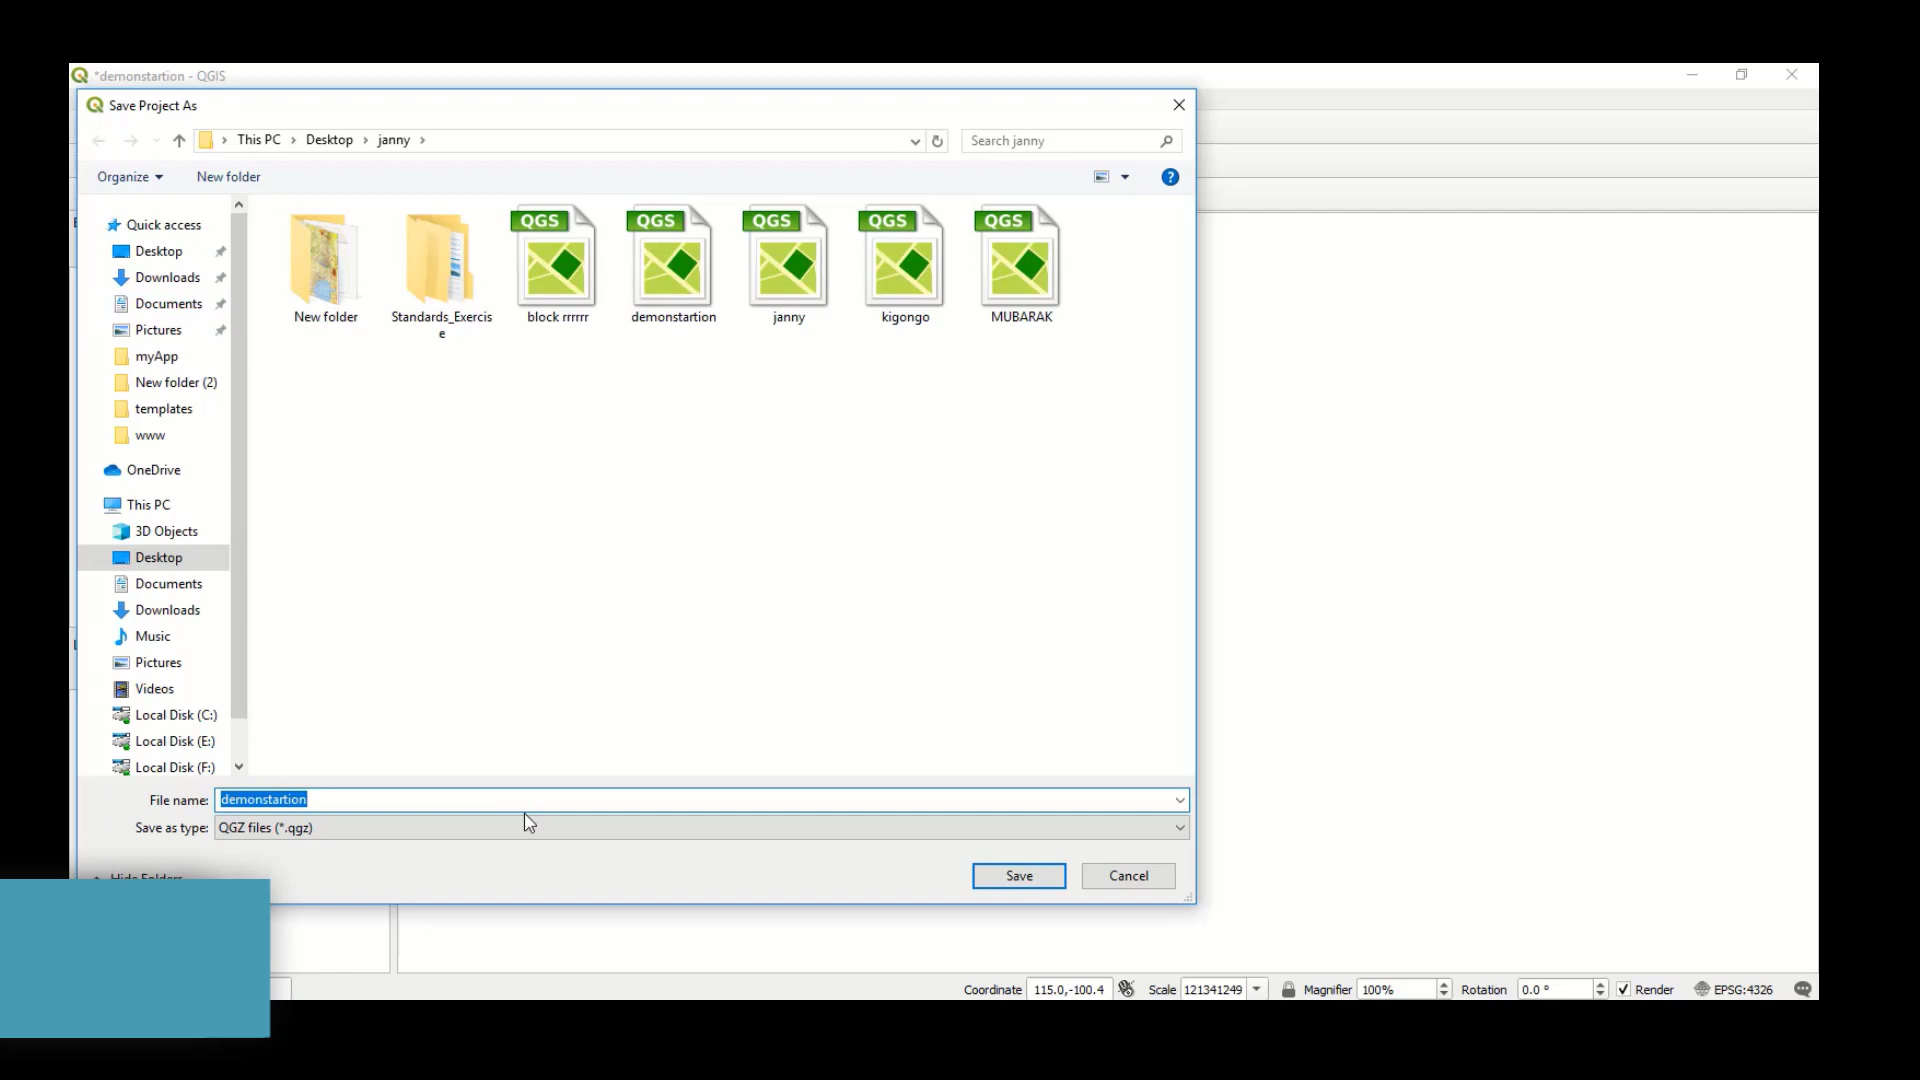 *demonstartion - QGIS
Save Project As
This PC > Desktop > janny >
Search janny
Organize
New folder
Quick access
Desktop
Downloads
Documents
Pictures
myApp
New folder (2)
templates
www
OneDrive
This PC
3D Objects
Desktop
Documents
Downloads
Music
Pictures
Videos
Local Disk (C:)
Local Disk (E:)
Local Disk (F:)
QGS QGS QGS QGS QGS
New folder Standards_Exercis block rrrrrr demonstartion janny kigongo MUBARAK
e
File name: demonstartion
Save as type: QGZ files (*.qgz)
Hide Folders
Save Cancel
Coordinate 115.0,-100.4 Scale 121341249 Magnifier 100% Rotation 0.0 ° Render EPSG:4326